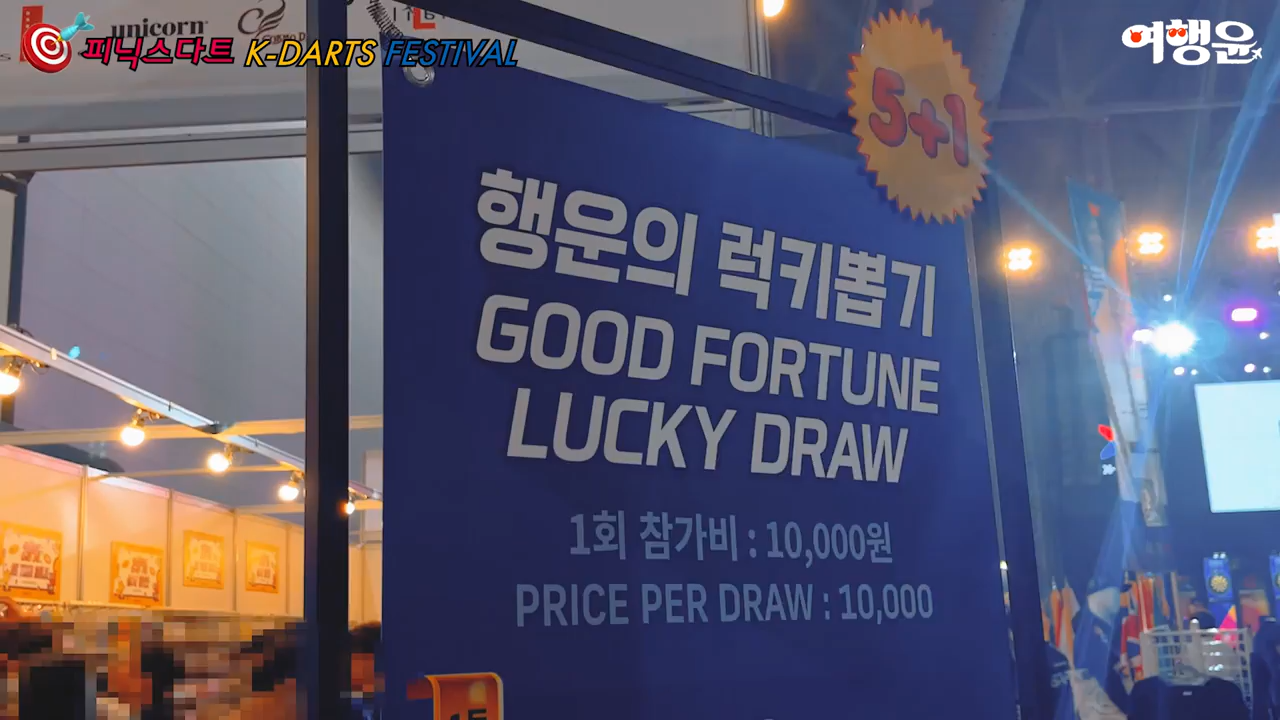 unicorn
피닉스다트 K-DARTS FESTIVAL
여행윤
5+1
행운의 럭키뽑기
GOOD FORTUNE
LUCKY DRAW
1회 참가비 : 10,000원
PRICE PER DRAW : 10,000